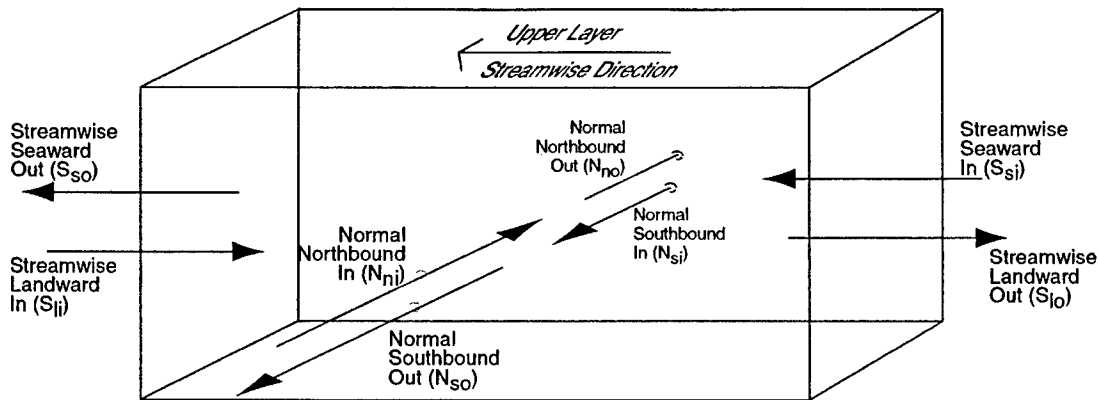 Upper Layer
Streamwise Direction
Streamwise
Seaward
Out (Sso)
Normal
Northbound
Out (Nno)
Streamwise
Seaward
In (Ssi)
Normal
Northbound
In (Nni)
Normal
Southbound
In (Nsi)
Streamwise
Landward
In (Sli)
Streamwise
Landward
Out (Slo)
Normal
Southbound
Out (Nso)